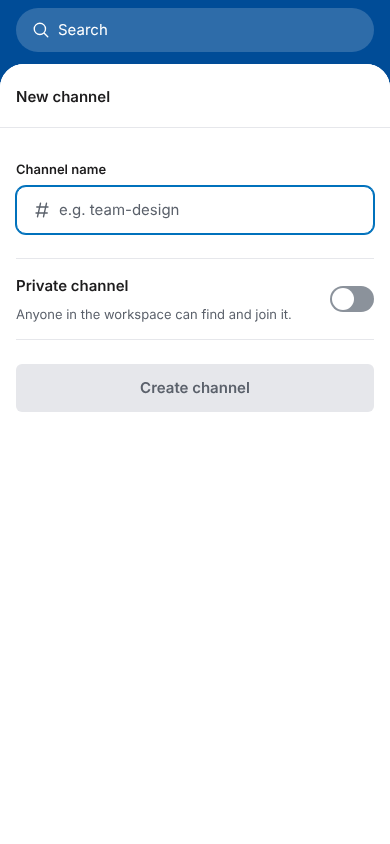 Search
New channel
Channel name
# e.g. team-design
Private channel
Anyone in the workspace can find and join it.
Create channel